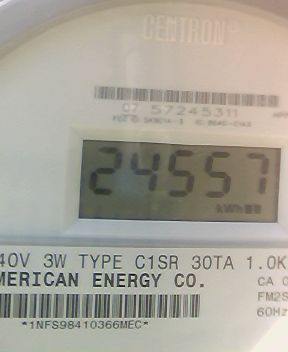 CENTRON®
07 57245311
24557
kWh
40V 3W TYPE C1SR 30TA 1.0K
MERICAN ENERGY CO.
CA 0
FM2S
60Hz
*1NFS98410366MEC*